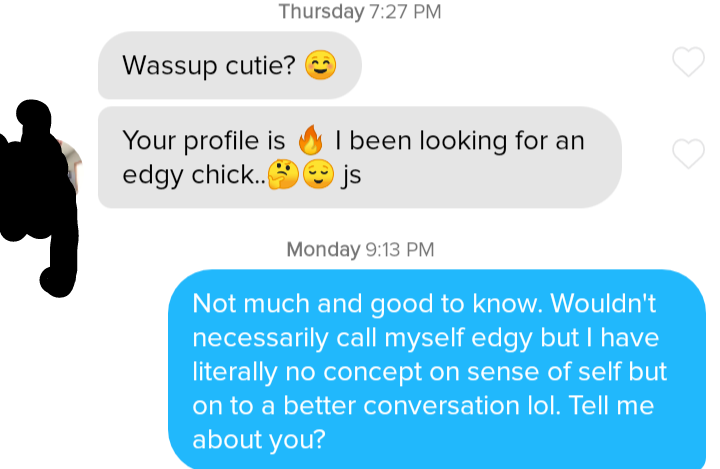 Thursday 7:27 PM
Wassup cutie? ☺️
Your profile is 🔥 I been looking for an
edgy chick..🤔😌 js
Monday 9:13 PM
Not much and good to know. Wouldn't
necessarily call myself edgy but I have
literally no concept on sense of self but
on to a better conversation lol. Tell me
about you?